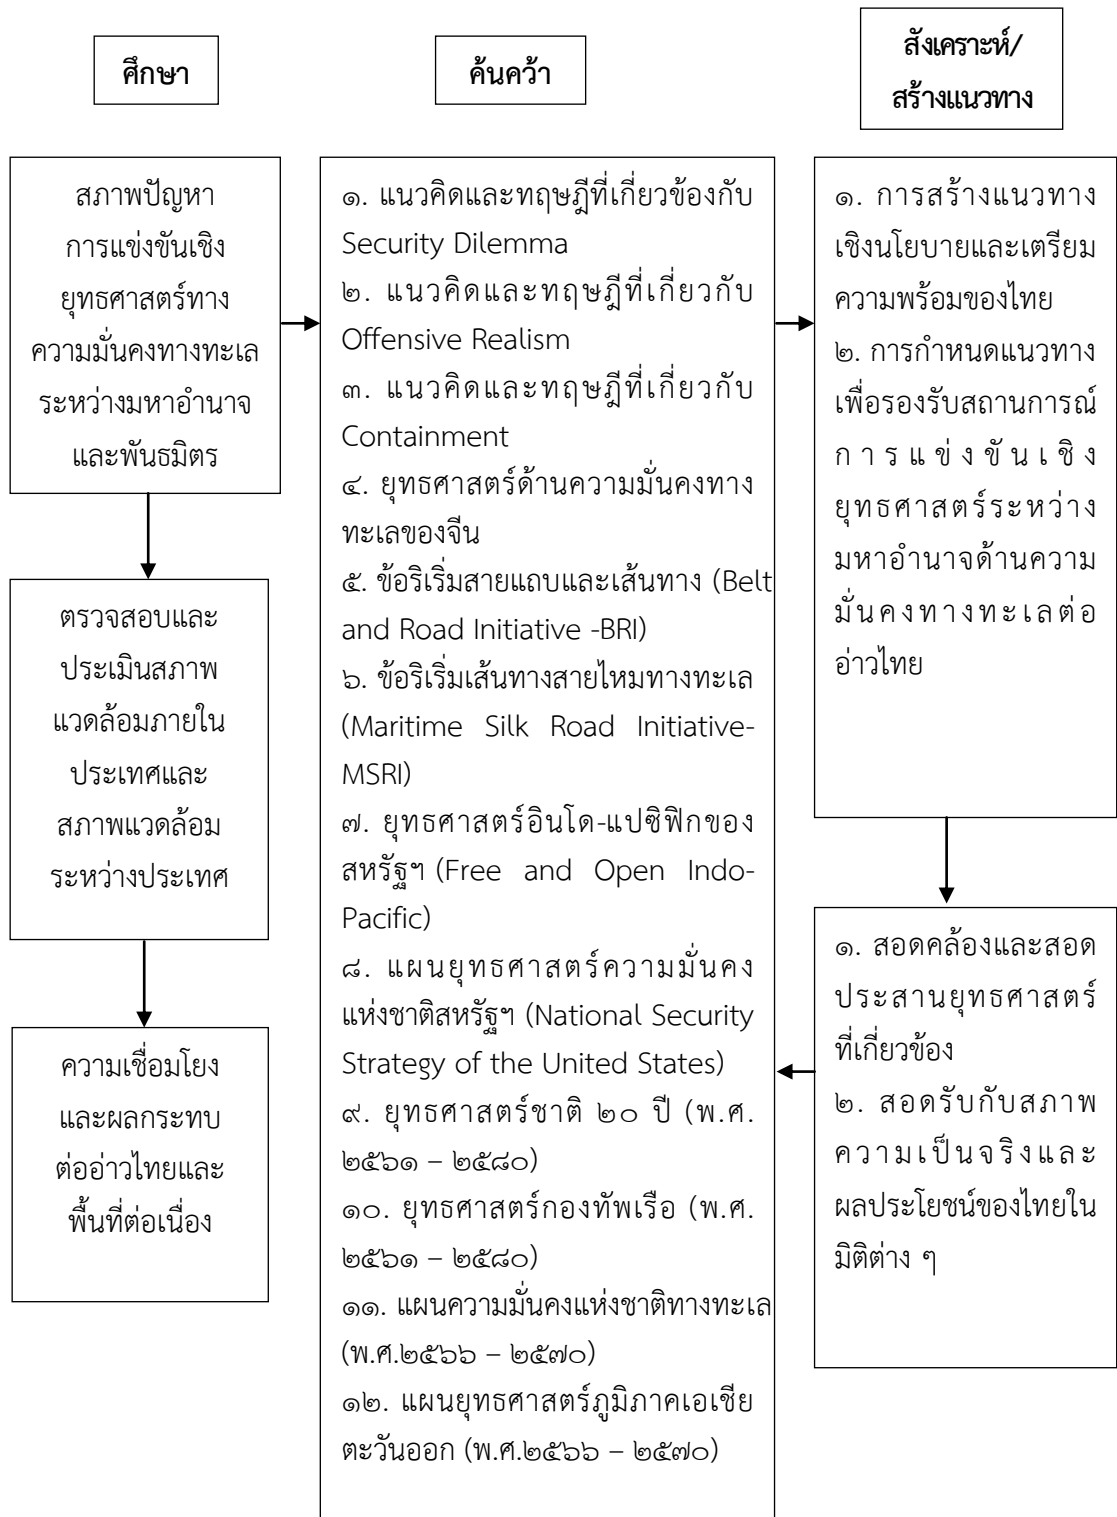 ศึกษา
ค้นคว้า
สังเคราะห์/
สร้างแนวทาง
สภาพปัญหา
การแข่งขันเชิง
ยุทธศาสตร์ทาง
ความมั่นคงทางทะเล
ระหว่างมหาอำนาจ
และพันธมิตร
ตรวจสอบและ
ประเมินสภาพ
แวดล้อมภายใน
ประเทศและ
สภาพแวดล้อม
ระหว่างประเทศ
ความเชื่อมโยง
และผลกระทบ
ต่ออ่าวไทยและ
พื้นที่ต่อเนื่อง
๑. แนวคิดและทฤษฎีที่เกี่ยวข้องกับ
Security Dilemma
๒. แนวคิดและทฤษฎีที่เกี่ยวกับ
Offensive Realism
๓. แนวคิดและทฤษฎีที่เกี่ยวกับ
Containment
๔. ยุทธศาสตร์ด้านความมั่นคงทาง
ทะเลของจีน
๕. ข้อริเริ่มสายแถบและเส้นทาง (Belt
and Road Initiative -BRI)
๖. ข้อริเริ่มเส้นทางสายไหมทางทะเล
(Maritime Silk Road Initiative-
MSRI)
๗. ยุทธศาสตร์อินโด-แปซิฟิกของ
สหรัฐฯ (Free and Open Indo-
Pacific)
๘. แผนยุทธศาสตร์ความมั่นคง
แห่งชาติสหรัฐฯ (National Security
Strategy of the United States)
๙. ยุทธศาสตร์ชาติ ๒๐ ปี (พ.ศ.
๒๕๖๑ – ๒๕๘๐)
๑๐. ยุทธศาสตร์กองทัพเรือ (พ.ศ.
๒๕๖๑ – ๒๕๘๐)
๑๑. แผนความมั่นคงแห่งชาติทางทะเล
(พ.ศ.๒๕๖๖ – ๒๕๗๐)
๑๒. แผนยุทธศาสตร์ภูมิภาคเอเชีย
ตะวันออก (พ.ศ.๒๕๖๖ – ๒๕๗๐)
๑. การสร้างแนวทาง
เชิงนโยบายและเตรียม
ความพร้อมของไทย
๒. การกำหนดแนวทาง
เพื่อรองรับสถานการณ์
การแข่งขันเชิง
ยุทธศาสตร์ระหว่าง
มหาอำนาจด้านความ
มั่นคงทางทะเลต่อ
อ่าวไทย
๑. สอดคล้องและสอด
ประสานยุทธศาสตร์
ที่เกี่ยวข้อง
๒. สอดรับกับสภาพ
ความเป็นจริงและ
ผลประโยชน์ของไทยใน
มิติต่าง ๆ